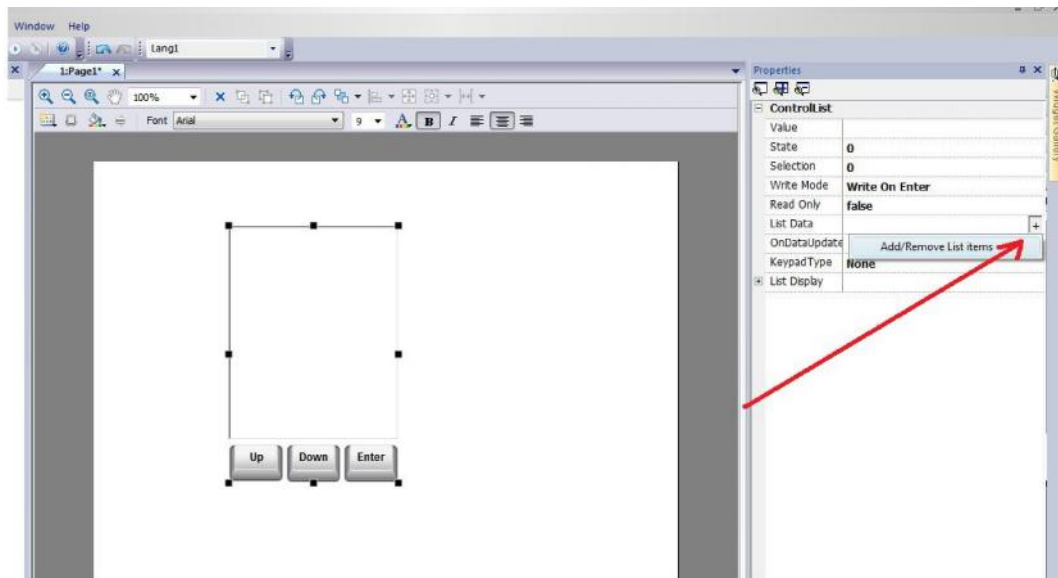 Window Help
Lang1
1:Page1* x
Properties
100%
Font Arial 9 A B I
ControlList
Value
State 0
Selection 0
Write Mode Write On Enter
Read Only false
List Data +
OnDataUpdate
Add/Remove List items
KeypadType None
List Display
Up Down Enter